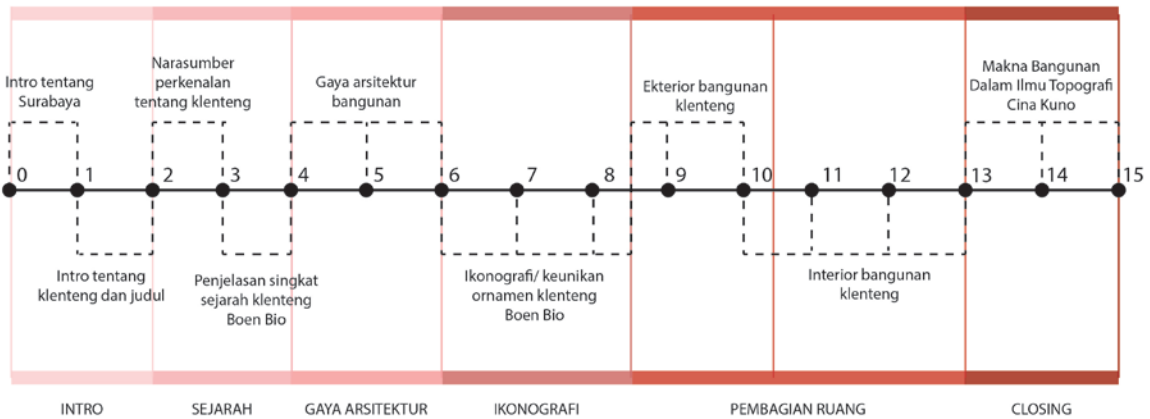 Intro tentang
Surabaya
Narasumber
perkenalan
tentang klenteng
Gaya arsitektur
bangunan
Ekterior bangunan
klenteng
Makna Bangunan
Dalam Ilmu Topografi
Cina Kuno
0 1 2 3 4 5 6 7 8 9 10 11 12 13 14 15
Intro tentang
klenteng dan judul
Penjelasan singkat
sejarah klenteng
Boen Bio
Ikonografi/ keunikan
ornamen klenteng
Boen Bio
Interior bangunan
klenteng
INTRO SEJARAH GAYA ARSITEKTUR IKONOGRAFI PEMBAGIAN RUANG CLOSING